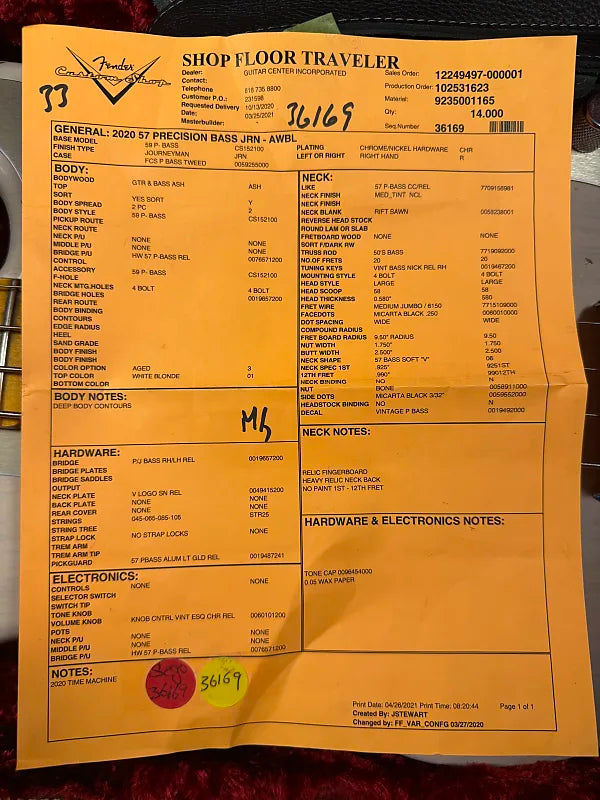 Fender
Custom Shop
SHOP FLOOR TRAVELER
33
Dealer: GUITAR CENTER INCORPORATED
Contact:
Telephone 818 735 8800
Customer P.O.: 231598
Requested Delivery 10/13/2020
Date: 03/25/2021
Masterbuilder:
36169
Sales Order: 12249497-000001
Production Order: 102531623
Material: 9235001165
Qty: 14.000
Seq.Number 36169
GENERAL: 2020 57 PRECISION BASS JRN - AWBL
BASE MODEL 59 P- BASS CS152100
FINISH TYPE JOURNEYMAN JRN
CASE FCS P BASS TWEED 0059255000
PLATING CHROME/NICKEL HARDWARE CHR
LEFT OR RIGHT RIGHT HAND R
BODY:
BODYWOOD GTR & BASS ASH ASH
TOP
SORT
BODY SPREAD YES SORT Y
BODY STYLE 2 PC 2
PICKUP ROUTE 59 P- BASS CS152100
NECK ROUTE
NECK P/U NONE NONE
MIDDLE P/U NONE NONE
BRIDGE P/U HW 57 P-BASS REL 0076571200
CONTROL
ACCESSORY 59 P- BASS CS152100
F-HOLE
NECK MTG.HOLES 4 BOLT 4 BOLT
BRIDGE HOLES 0019657200
REAR ROUTE
BODY BINDING
CONTOURS
EDGE RADIUS
HEEL
SAND GRADE
BODY FINISH
BODY FINISH
COLOR OPTION AGED 3
TOP COLOR WHITE BLONDE 01
BOTTOM COLOR
BODY NOTES:
DEEP BODY CONTOURS
HARDWARE:
BRIDGE P/J BASS RH/LH REL 0019657200
BRIDGE PLATES
BRIDGE SADDLES
OUTPUT
NECK PLATE V LOGO SN REL 0049415200
BACK PLATE NONE NONE
REAR COVER NONE NONE
STRINGS 045-065-085-105 STR25
STRING TREE
STRAP LOCK NO STRAP LOCKS NONE
TREM ARM
TREM ARM TIP
PICKGUARD 57 PBASS ALUM LT GLD REL 0019487241
ELECTRONICS:
CONTROLS NONE NONE
SELECTOR SWITCH
SWITCH TIP
TONE KNOB
VOLUME KNOB KNOB CNTRL VINT ESQ CHR REL 0060101200
POTS
NECK P/U NONE NONE
MIDDLE P/U NONE NONE
BRIDGE P/U HW 57 P-BASS REL 0076571200
NECK:
LIKE 57 P-BASS CC/REL 7709156981
NECK FINISH MED_TINT NCL
NECK FINISH
NECK BLANK RIFT SAWN 0058238001
REVERSE HEAD STOCK
ROUND LAM OR SLAB
FRETBOARD WOOD NONE NONE
SORT F/DARK RW
TRUSS ROD 50'S BASS 7719092000
NO.OF FRETS 20 20
TUNING KEYS VINT BASS NICK REL RH 0019467200
MOUNTING STYLE 4 BOLT 4 BOLT
HEAD STYLE LARGE LARGE
HEAD SCOOP 58 58
HEAD THICKNESS 0.580" 580
FRET WIRE MEDIUM JUMBO / 6150 7715109000
FACEDOTS MICARTA BLACK .250 0060010000
DOT SPACING WIDE WIDE
COMPOUND RADIUS
FRET BOARD RADIUS 9.50" RADIUS 9.50
NUT WIDTH 1.750" 1.750
BUTT WIDTH 2.500" 2.500
NECK SHAPE 57 BASS SOFT "V" 06
NECK SPEC 1ST .925" 9251ST
12TH FRET .990" 99012TH
NECK BINDING NO N
NUT BONE 0058911000
SIDE DOTS MICARTA BLACK 3/32" 0059552000
HEADSTOCK BINDING NO N
DECAL VINTAGE P BASS 0019492000
NECK NOTES:
RELIC FINGERBOARD
HEAVY RELIC NECK BACK
NO PAINT 1ST - 12TH FRET
HARDWARE & ELECTRONICS NOTES:
TONE CAP 0096454000
0.05 WAX PAPER
NOTES:
2020 TIME MACHINE
36169
36169
Print Date: 04/26/2021 Print Time: 08:20:44 Page 1 of 1
Created By: JSTEWART
Changed by: FF_VAR_CONFG 03/27/2020